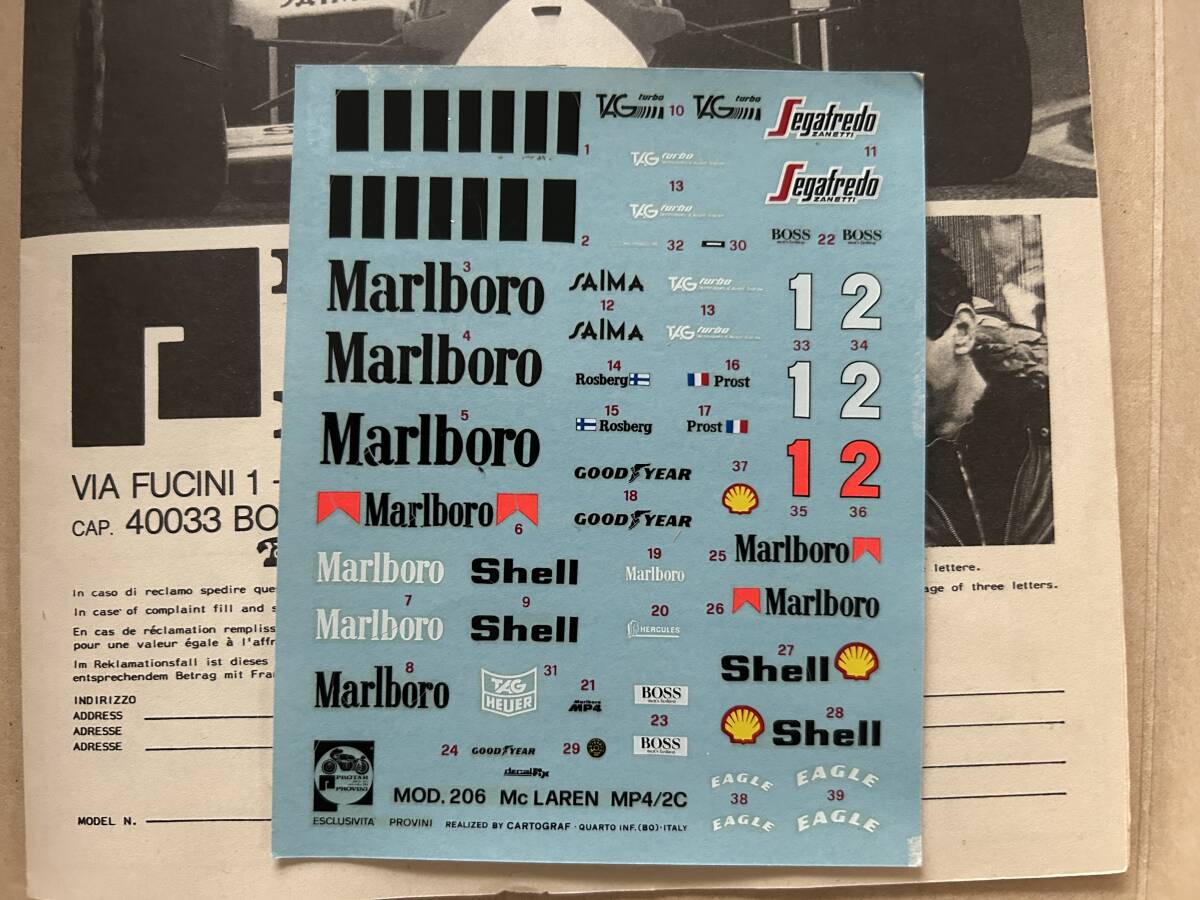 TAG turbo
10
TAG turbo
Segafredo
ZANETTI
11
1
TAG turbo
13
Segafredo
ZANETTI
TAG turbo
2
32
30
BOSS
22
BOSS
Marlboro
3
SAIMA
12
SAIMA
TAG turbo
13
TAG turbo
1
2
33
34
Marlboro
4
14
Rosberg
16
Prost
1
2
15
Rosberg
17
Prost
Marlboro
5
GOODYEAR
18
GOODYEAR
37
1
2
35
36
Marlboro
6
Marlboro
7
Marlboro
Shell
9
Shell
19
Marlboro
20
HERCULES
25
Marlboro
26
Marlboro
Marlboro
8
TAG
HEUER
31
21
Marlboro
MP4
BOSS
23
BOSS
27
Shell
28
Shell
24
GOODYEAR
29
decalfix
EAGLE
EAGLE
38
39
EAGLE
EAGLE
PROTAR
PROVINI
MOD. 206 Mc LAREN MP4/2C
ESCLUSIVITA PROVINI REALIZED BY CARTOGRAF · QUARTO INF. (BO) · ITALY
VIA FUCINI 1 -
CAP. 40033 BO
In caso di reclamo spedire que
In case of complaint fill and s
En cas de réclamation rempliss
pour une valeur égale à l'affr
Im Reklamationsfall ist dieses
entsprechendem Betrag mit Fra
lettere.
age of three letters.
INDIRIZZO
ADDRESS
ADRESSE
ADRESSE
MODEL N.